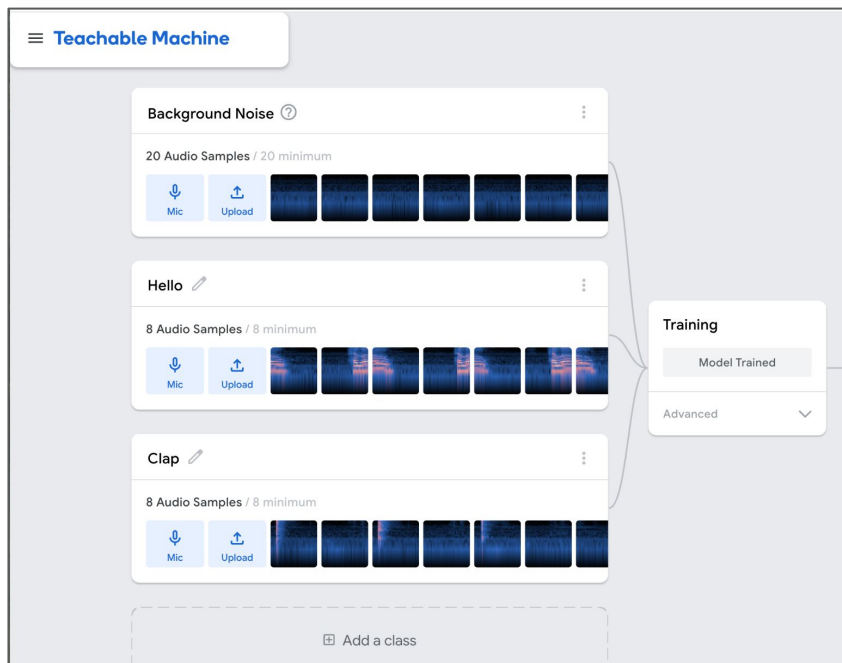 Teachable Machine
Background Noise
20 Audio Samples / 20 minimum
Mic
Upload
Hello
8 Audio Samples / 8 minimum
Mic
Upload
Clap
8 Audio Samples / 8 minimum
Mic
Upload
Add a class
Training
Model Trained
Advanced